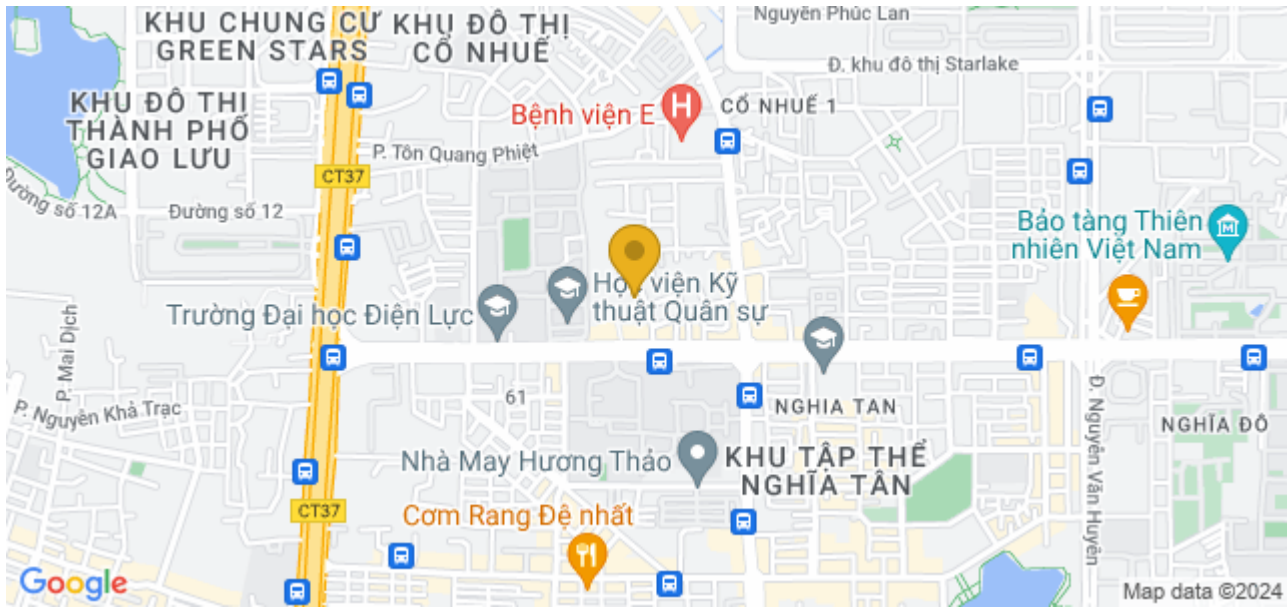 KHU CHUNG CƯ
GREEN STARS
KHU ĐÔ THỊ
CỔ NHUẾ
Nguyễn Phúc Lan
Đ. khu đô thị Starlake
KHU ĐÔ THỊ
THÀNH PHỐ
GIAO LƯU
Bệnh viện E
CỔ NHUẾ 1
P. Tôn Quang Phiệt
CT37
Đường số 12A
Đường số 12
Bảo tàng Thiên
nhiên Việt Nam
Học viện Kỹ
thuật Quân sự
Trường Đại học Điện Lực
P. Mai Dịch
P. Nguyễn Khả Trạc
61
NGHIA TAN
Đ. Nguyễn Văn Huyên
NGHĨA ĐÔ
Nhà May Hương Thảo
KHU TẬP THỂ
NGHĨA TÂN
CT37
Cơm Rang Đệ nhất
Google
Map data ©2024